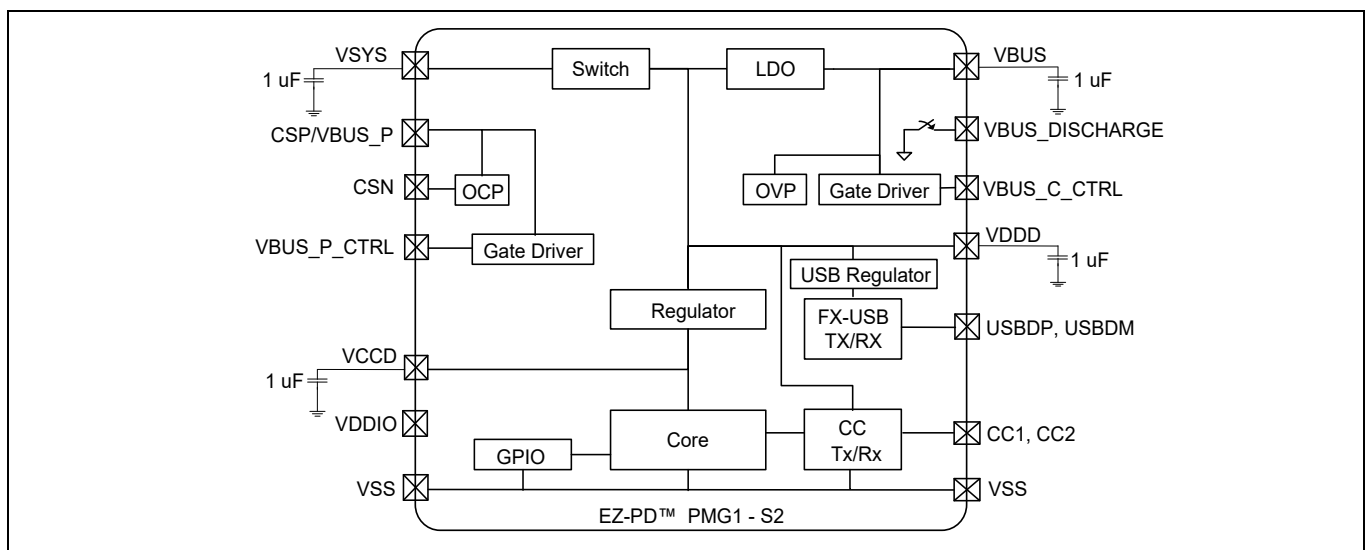 VSYS
1 uF
Switch
LDO
VBUS
1 uF
CSP/VBUS_P
VBUS_DISCHARGE
CSN
OCP
OVP
Gate Driver
VBUS_C_CTRL
VBUS_P_CTRL
Gate Driver
VDDD
1 uF
USB Regulator
Regulator
FX-USB
TX/RX
USBDP, USBDM
VCCD
1 uF
VDDIO
GPIO
Core
CC
Tx/Rx
CC1, CC2
VSS
VSS
EZ-PD™ PMG1 - S2